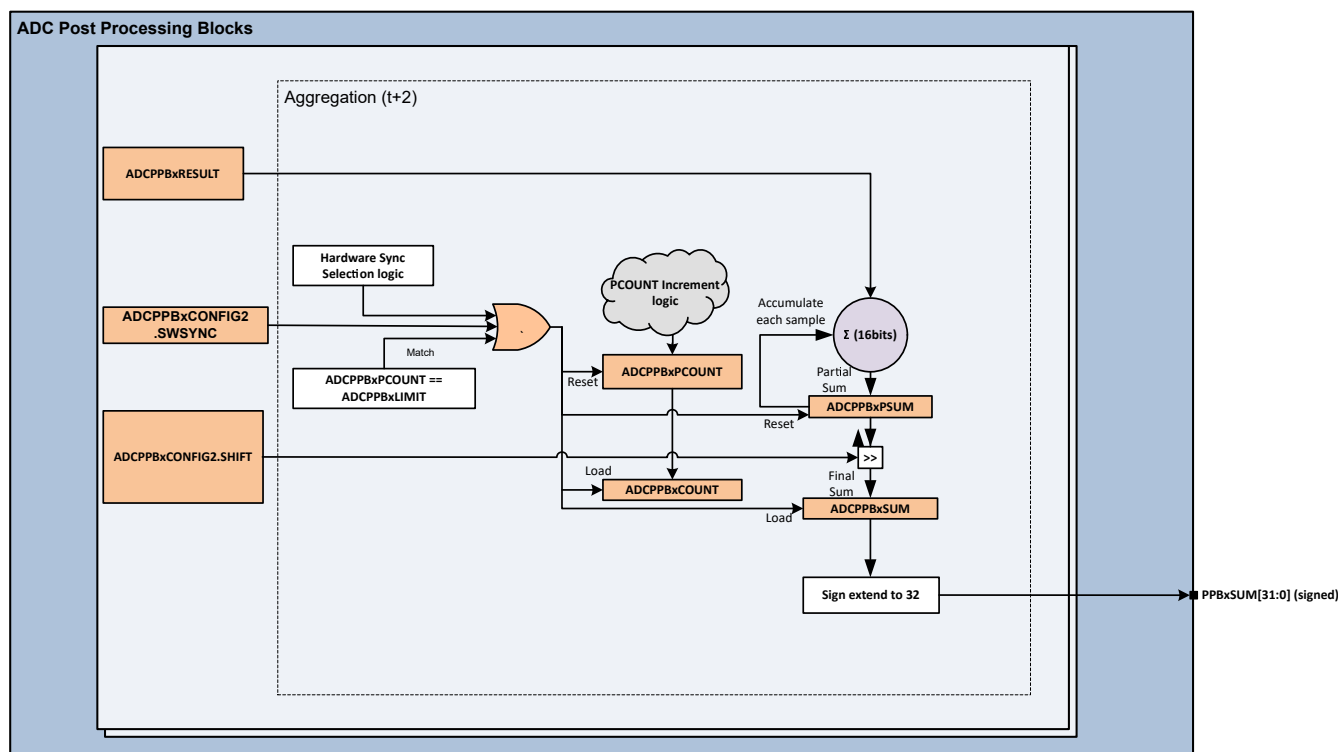 ADC Post Processing Blocks
Aggregation (t+2)
ADCPPBxRESULT
Hardware Sync
Selection logic
PCOUNT Increment
logic
Accumulate
each sample
Σ (16bits)
ADCPPBxCONFIG2
.SWSYNC
Match
ADCPPBxPCOUNT ==
ADCPPBxLIMIT
Reset
ADCPPBxPCOUNT
Partial
Sum
ADCPPBxPSUM
Reset
ADCPPBxCONFIG2.SHIFT
>>
Load
ADCPPBxCOUNT
Final
Sum
ADCPPBxSUM
Load
Sign extend to 32
PPBxSUM[31:0] (signed)